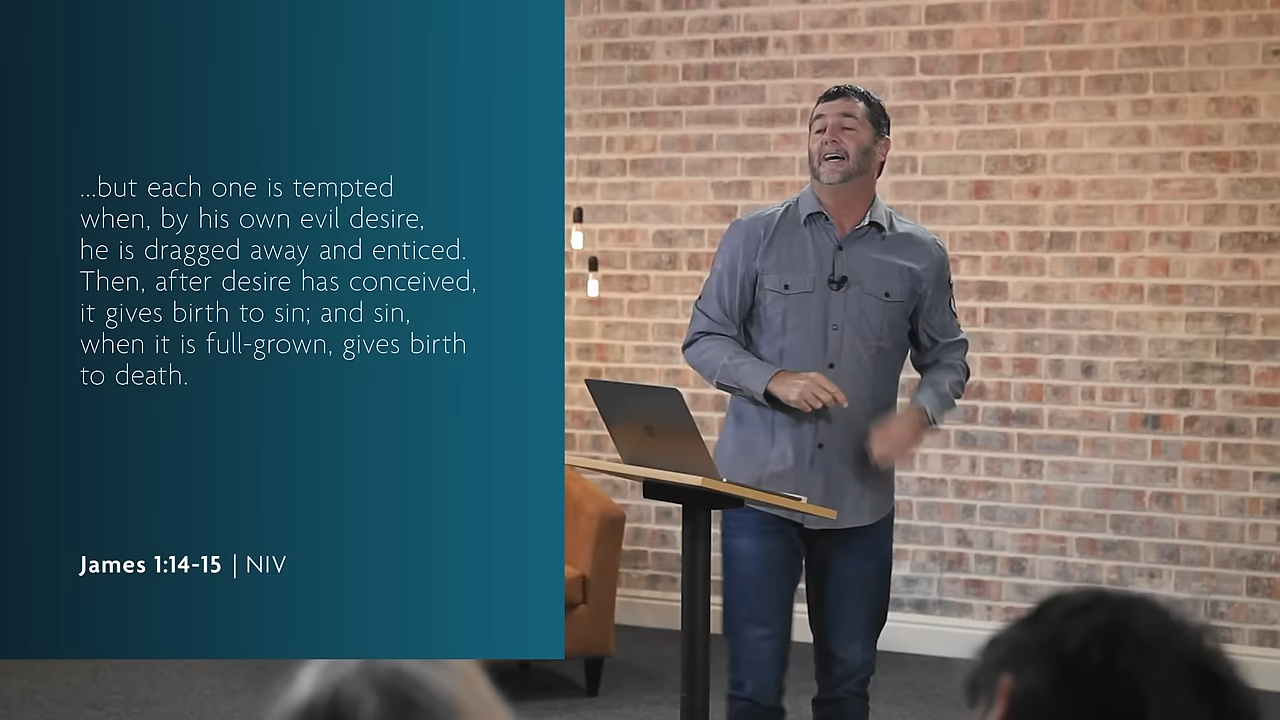 ...but each one is tempted
when, by his own evil desire,
he is dragged away and enticed.
Then, after desire has conceived,
it gives birth to sin; and sin,
when it is full-grown, gives birth
to death.
James 1:14-15 | NIV